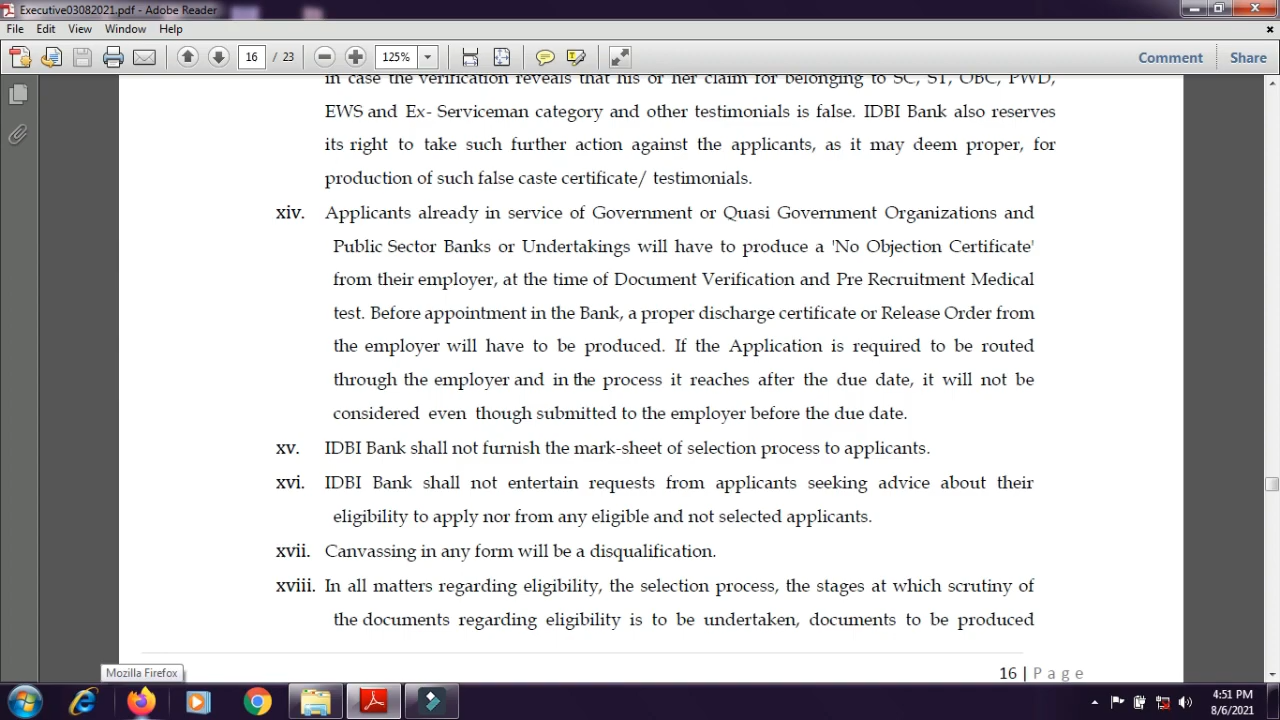 Executive03082021.pdf - Adobe Reader
File Edit View Window Help
16 / 23 125% Comment Share
in case the verification reveals that his or her claim for belonging to SC, ST, OBC, PWD,
EWS and Ex- Serviceman category and other testimonials is false. IDBI Bank also reserves
its right to take such further action against the applicants, as it may deem proper, for
production of such false caste certificate/ testimonials.
xiv. Applicants already in service of Government or Quasi Government Organizations and
Public Sector Banks or Undertakings will have to produce a 'No Objection Certificate'
from their employer, at the time of Document Verification and Pre Recruitment Medical
test. Before appointment in the Bank, a proper discharge certificate or Release Order from
the employer will have to be produced. If the Application is required to be routed
through the employer and in the process it reaches after the due date, it will not be
considered even though submitted to the employer before the due date.
xv. IDBI Bank shall not furnish the mark-sheet of selection process to applicants.
xvi. IDBI Bank shall not entertain requests from applicants seeking advice about their
eligibility to apply nor from any eligible and not selected applicants.
xvii. Canvassing in any form will be a disqualification.
xviii. In all matters regarding eligibility, the selection process, the stages at which scrutiny of
the documents regarding eligibility is to be undertaken, documents to be produced
16 | Page
Mozilla Firefox
4:51 PM
8/6/2021